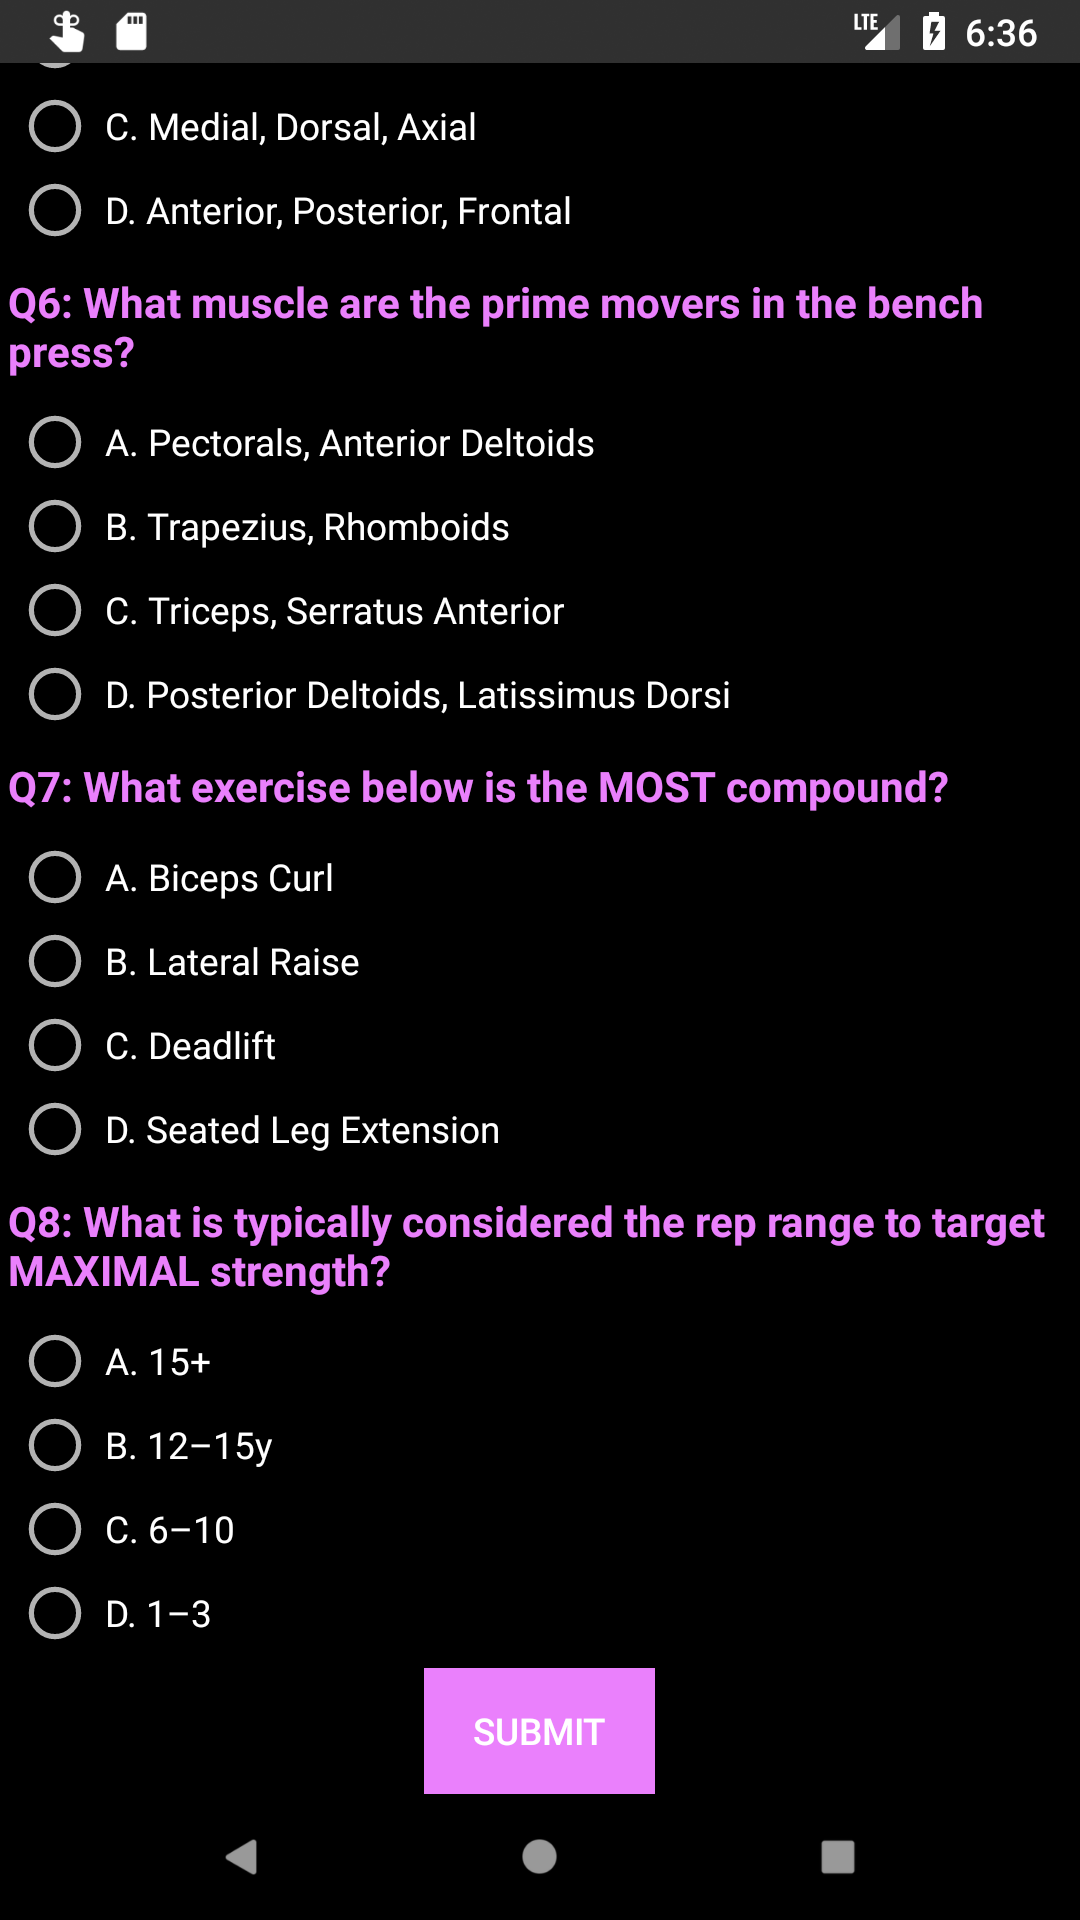 LTE 6:36
C. Medial, Dorsal, Axial
D. Anterior, Posterior, Frontal
Q6: What muscle are the prime movers in the bench
press?
A. Pectorals, Anterior Deltoids
B. Trapezius, Rhomboids
C. Triceps, Serratus Anterior
D. Posterior Deltoids, Latissimus Dorsi
Q7: What exercise below is the MOST compound?
A. Biceps Curl
B. Lateral Raise
C. Deadlift
D. Seated Leg Extension
Q8: What is typically considered the rep range to target
MAXIMAL strength?
A. 15+
B. 12–15y
C. 6–10
D. 1–3
SUBMIT